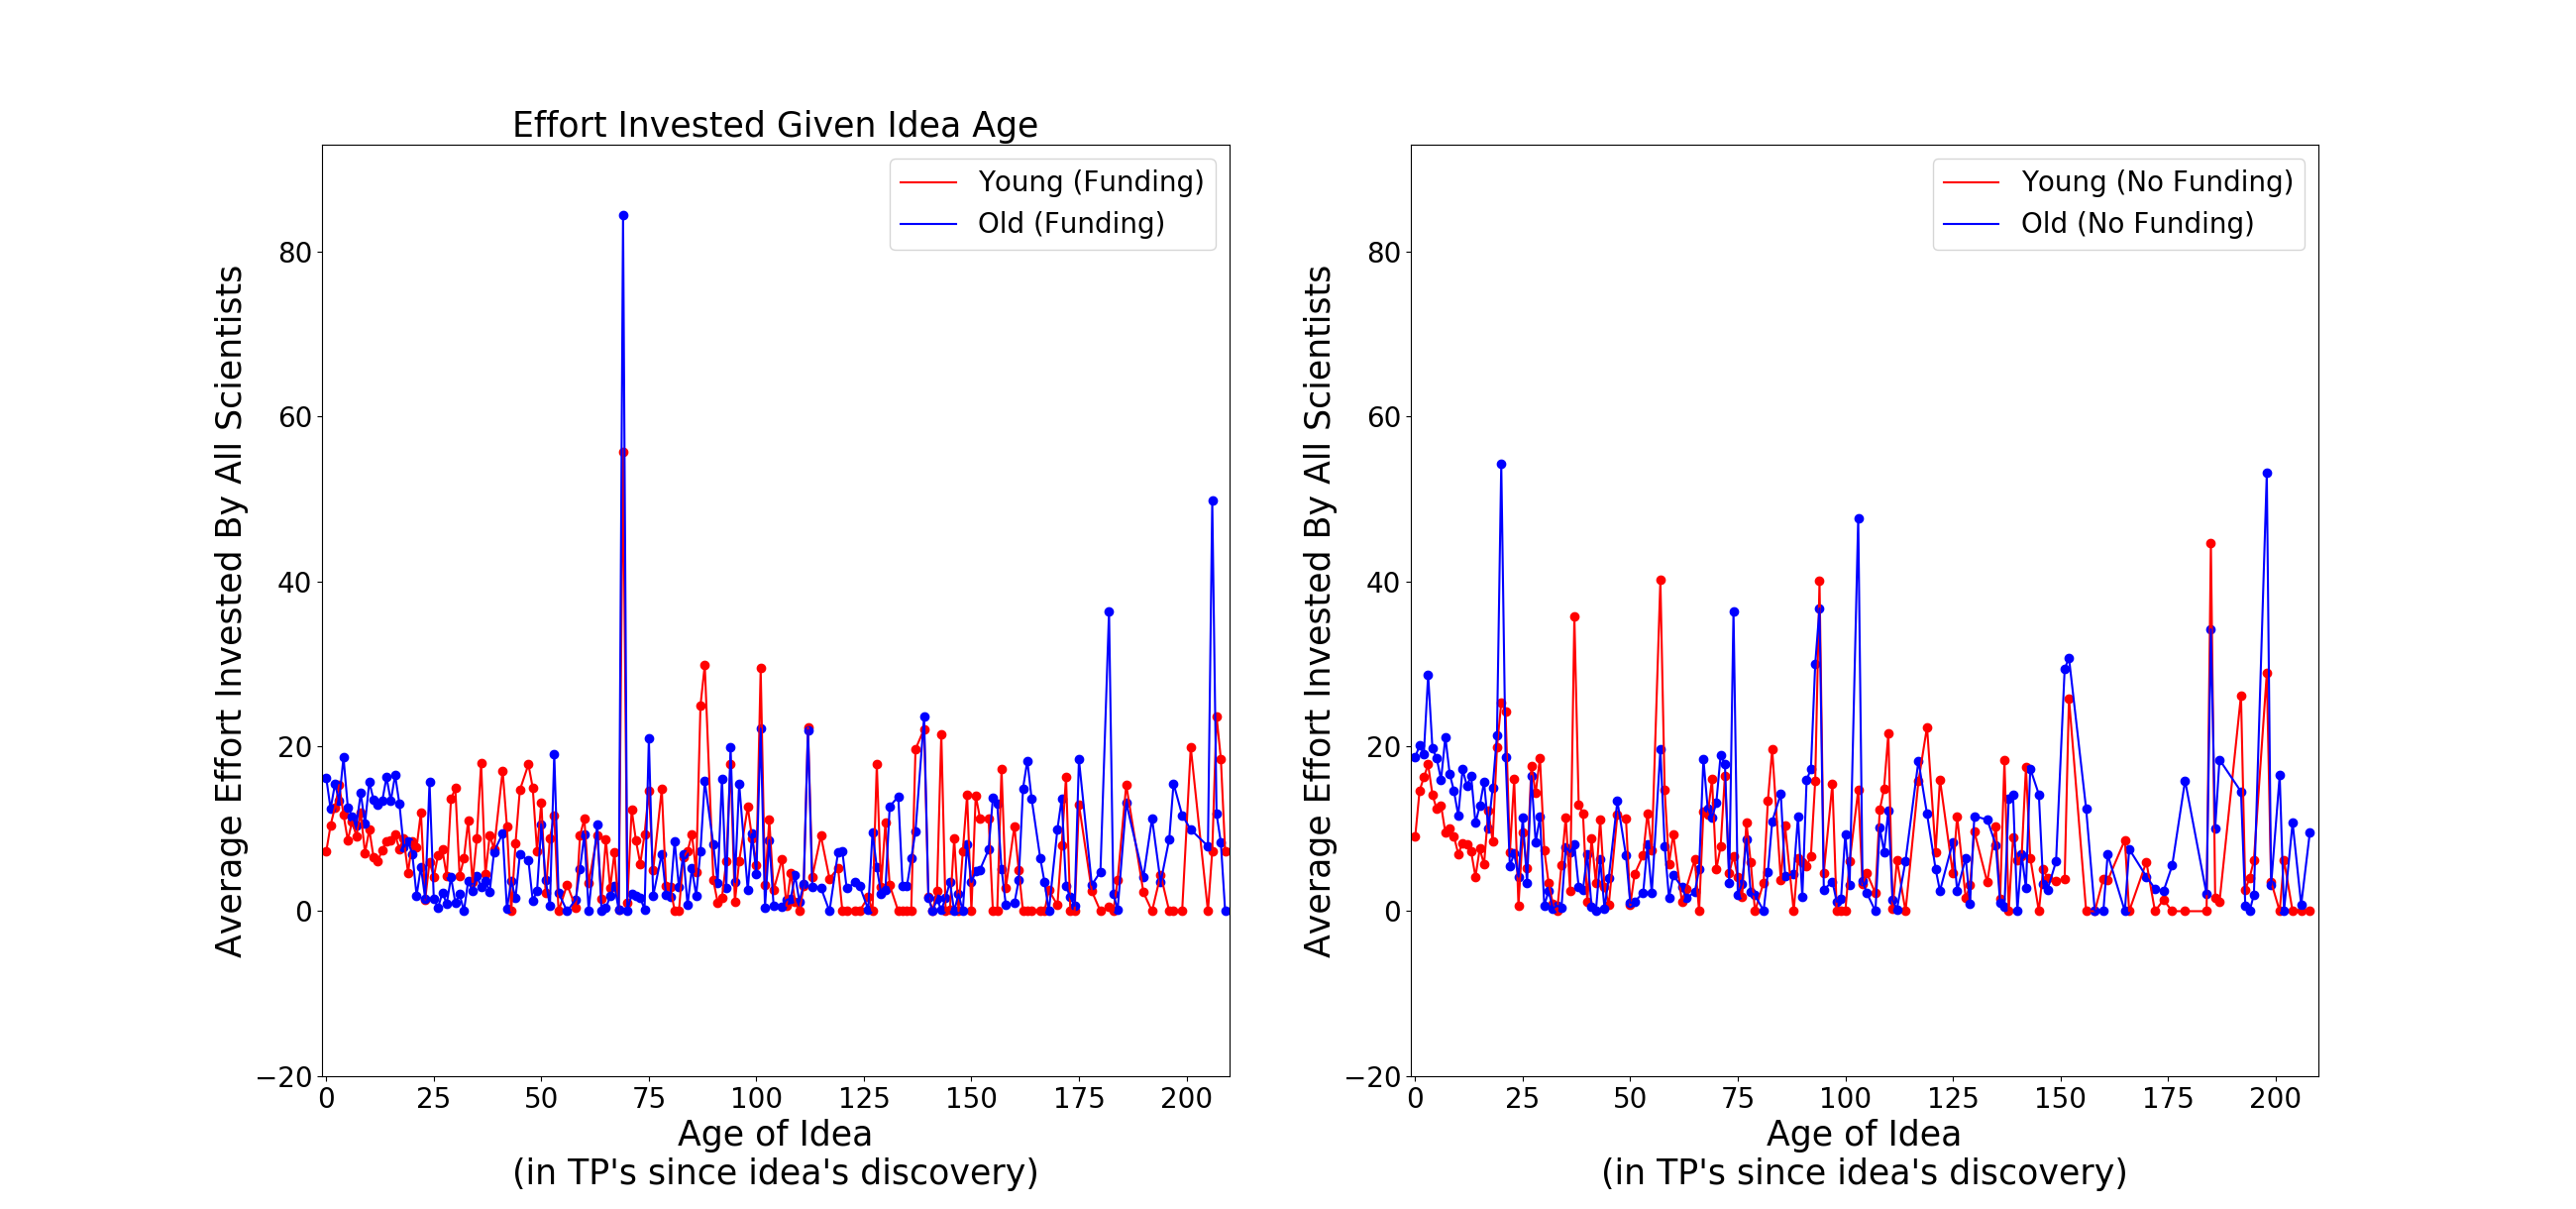 Effort Invested Given Idea Age
Young (Funding)
Old (Funding)
Average Effort Invested By All Scientists
80
60
40
20
0
−20
0 25 50 75 100 125 150 175 200
Age of Idea
(in TP's since idea's discovery)
Young (No Funding)
Old (No Funding)
Average Effort Invested By All Scientists
80
60
40
20
0
−20
0 25 50 75 100 125 150 175 200
Age of Idea
(in TP's since idea's discovery)